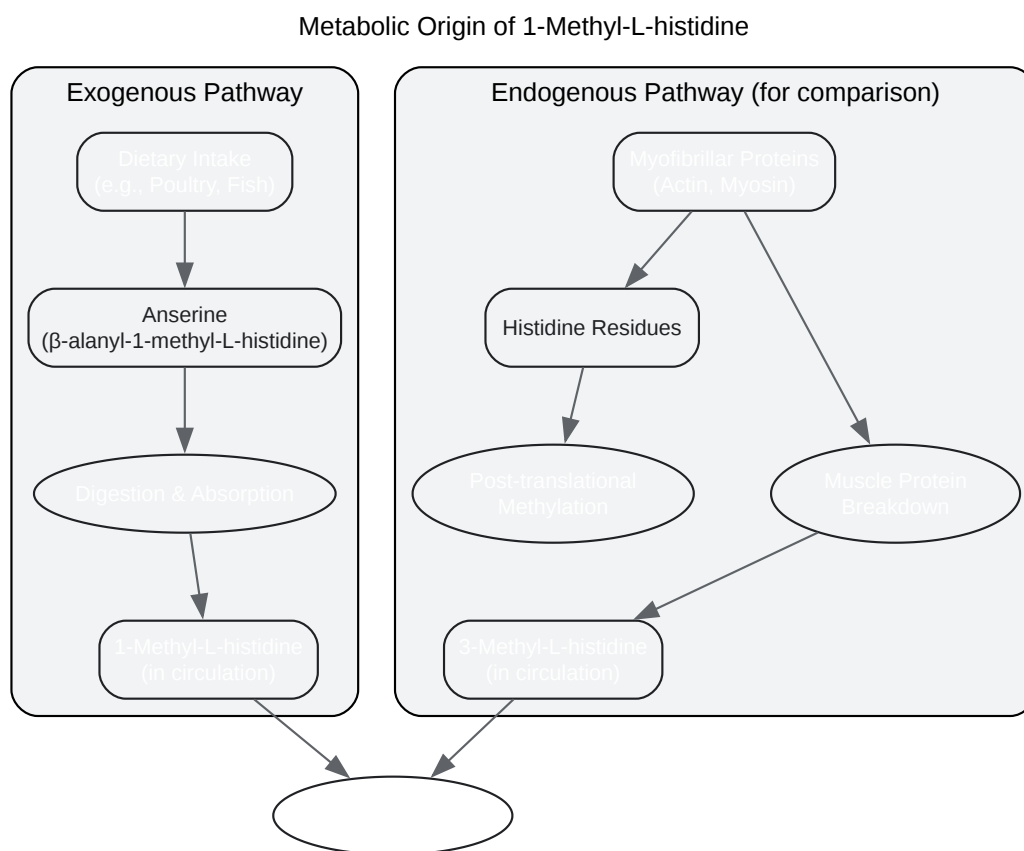 Metabolic Origin of 1-Methyl-L-histidine
Exogenous Pathway
Dietary Intake
(e.g., Poultry, Fish)
Anserine
(β-alanyl-1-methyl-L-histidine)
Digestion & Absorption
1-Methyl-L-histidine
(in circulation)
Endogenous Pathway (for comparison)
Myofibrillar Proteins
(Actin, Myosin)
Histidine Residues
Post-translational
Methylation
Muscle Protein
Breakdown
3-Methyl-L-histidine
(in circulation)